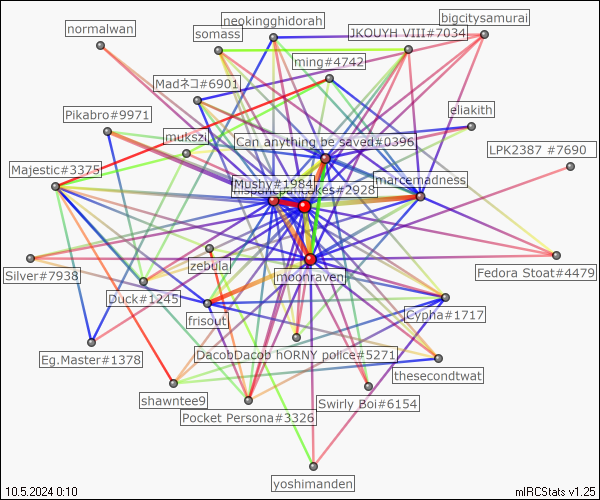 neokingghidorah
bigcitysamurai
normalwan
somass
JKOUYH VIII#7034
ming#4742
Madネコ#6901
Pikabro#9971
eliakith
mukszi
Can anything be saved#0396
LPK2387 #7690
Majestic#3375
marcemadness
Mushy#1984
#2928
zebula
Silver#7938
moonraven
Fedora Stoat#4479
Duck#1245
Cypha#1717
frisout
Eg.Master#1378
DacobDacob hORNY police#5271
thesecondtwat
shawntee9
Swirly Boi#6154
Pocket Persona#3326
yoshimanden
10.5.2024 0:10
mIRCStats v1.25